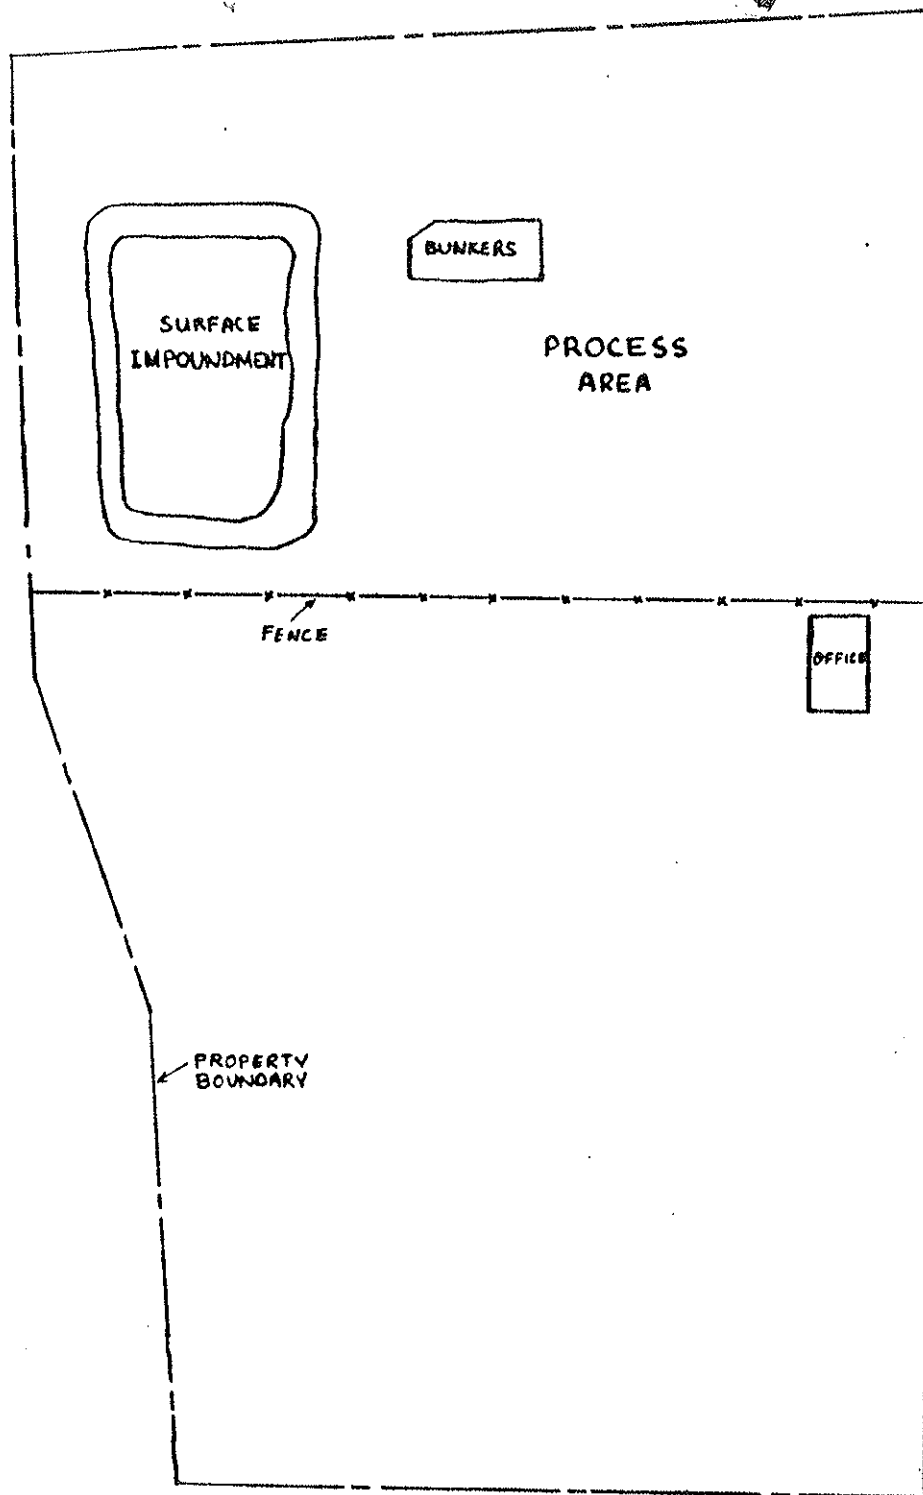 BUNKERS
SURFACE
IMPOUNDMENT
PROCESS
AREA
FENCE
OFFICE
PROPERTY
BOUNDARY